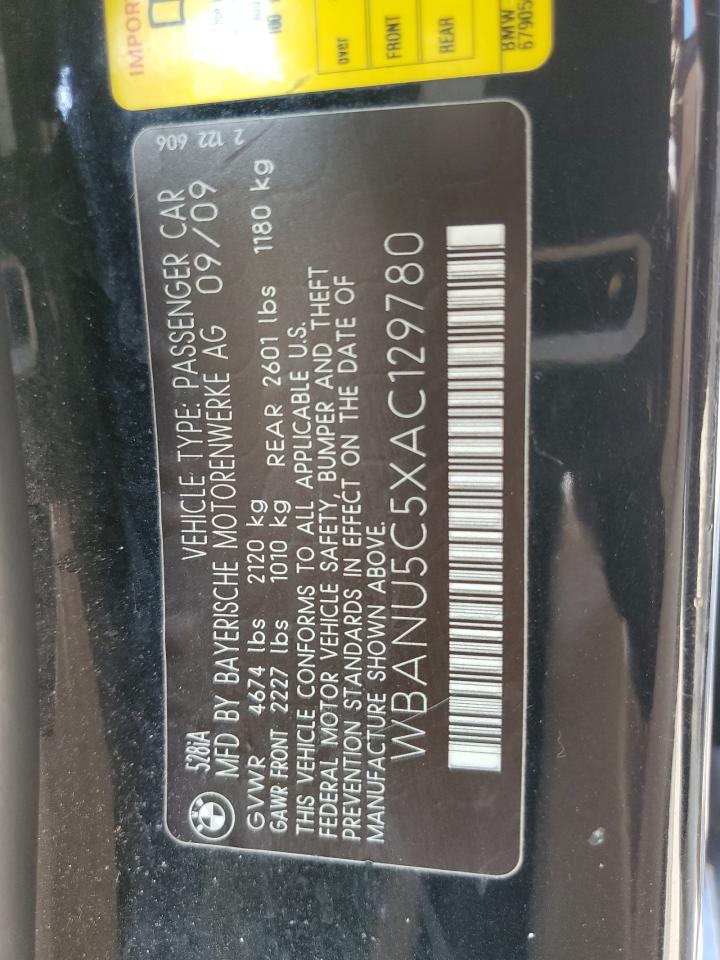 528iA
VEHICLE TYPE: PASSENGER CAR
MFD BY BAYERISCHE MOTORENWERKE AG 09/09
GVWR 4674 lbs 2120 kg
GAWR FRONT 2227 lbs 1010 kg REAR 2601 lbs 1180 kg
THIS VEHICLE CONFORMS TO ALL APPLICABLE U.S.
FEDERAL MOTOR VEHICLE SAFETY, BUMPER AND THEFT
PREVENTION STANDARDS IN EFFECT ON THE DATE OF
MANUFACTURE SHOWN ABOVE.
WBANU5C5XAC129780
2 122 606
IMPOR
over
FRONT
REAR
BMW
67905